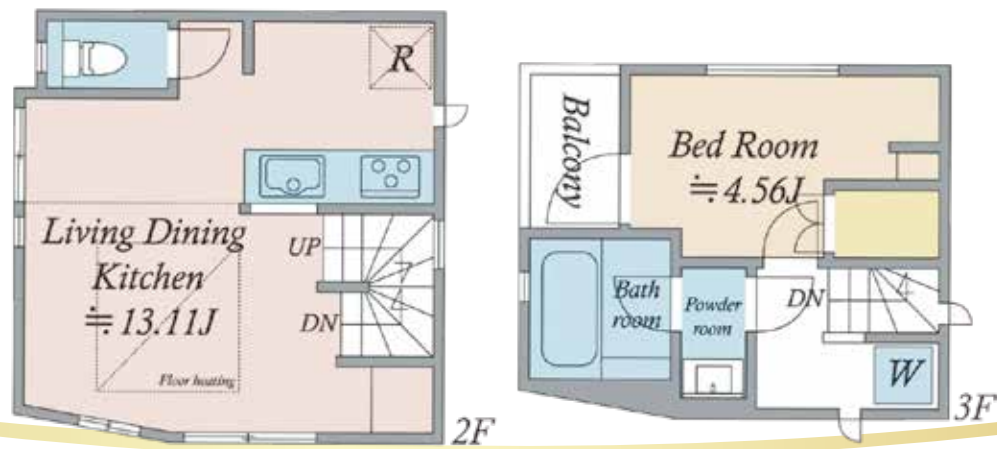 R
Living Dining
Kitchen
≒ 13.11J
UP
DN
Floor heating
2F
Balcony
Bed Room
≒4.56J
Bath
room
Powder
room
DN
W
3F